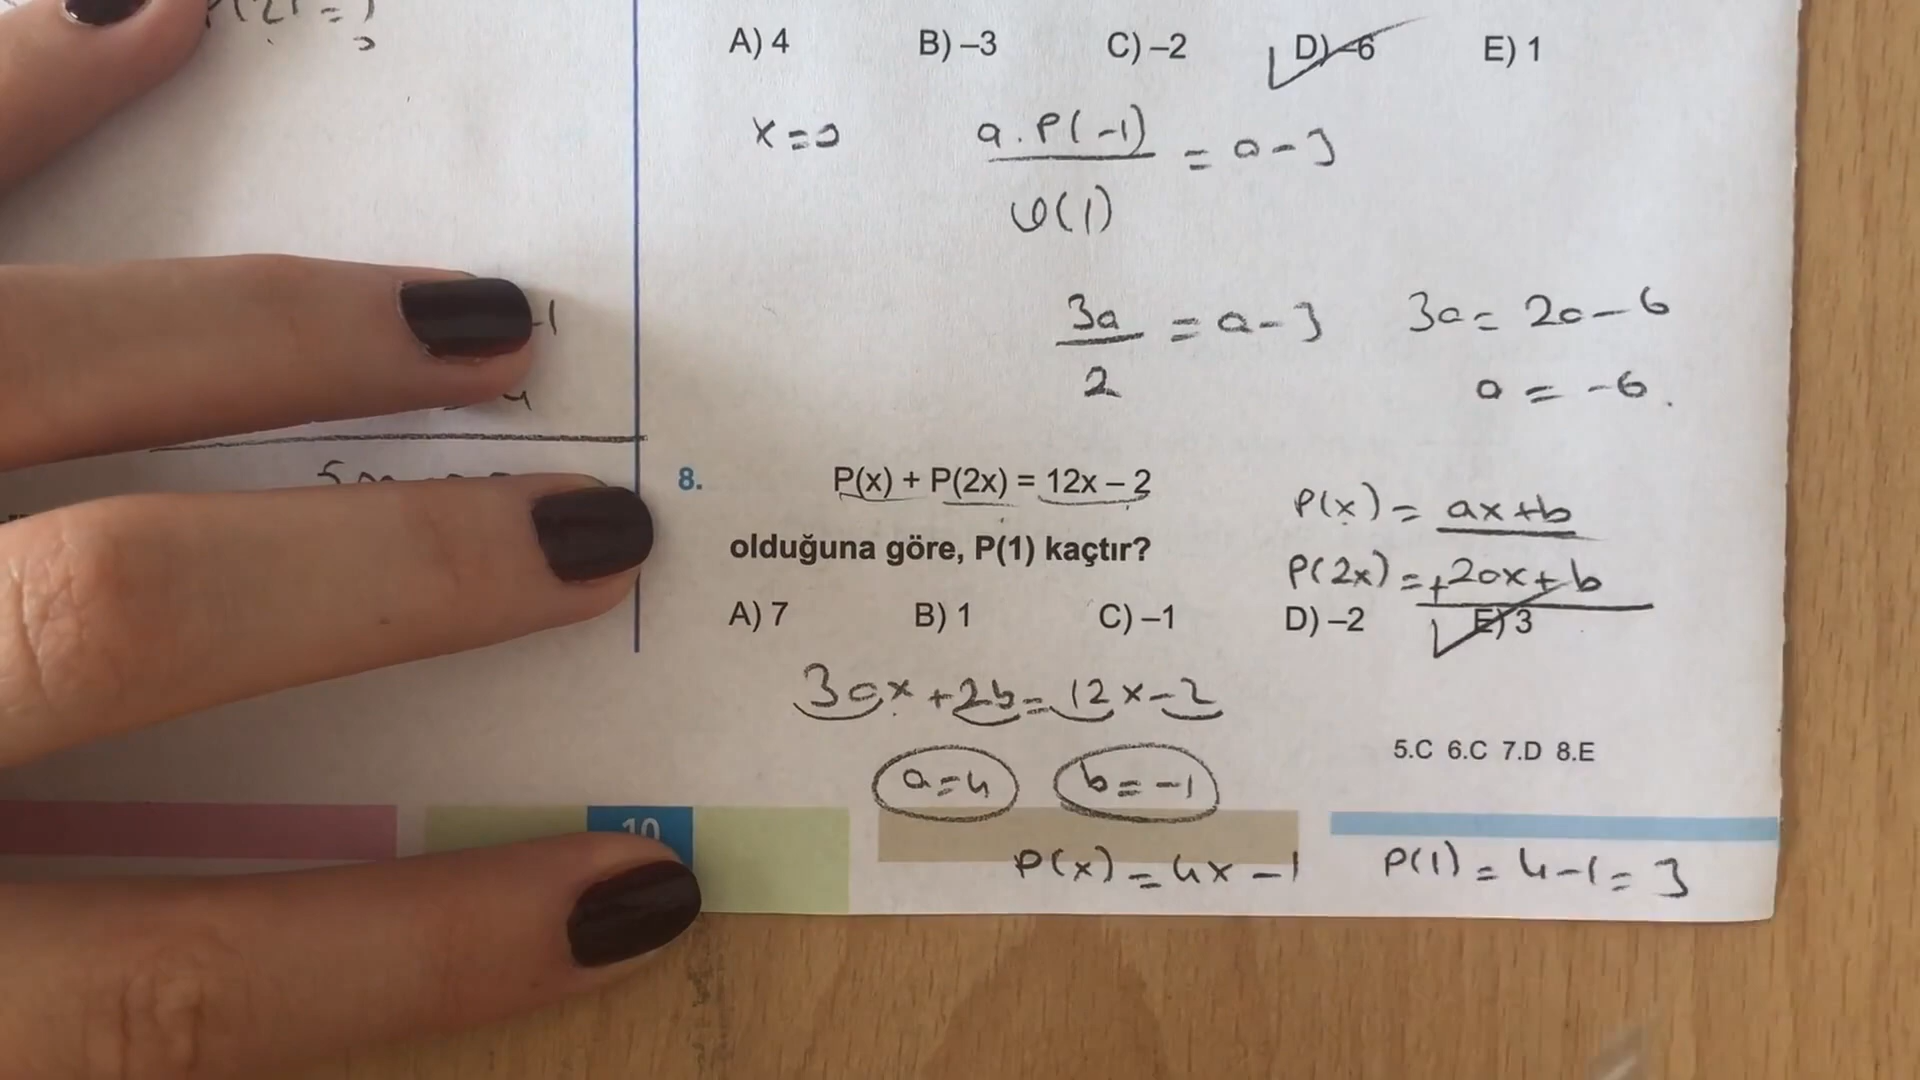 A) 4 B) –3 C) –2 D) –6 E) 1
x = 0
a . P(-1) / Q(1) = a - 3
3a / 2 = a - 3
3a = 2a - 6
a = -6 .
8. P(x) + P(2x) = 12x – 2
olduğuna göre, P(1) kaçtır?
P(x) = ax + b
P(2x) = + 2ax + b
A) 7 B) 1 C) –1 D) –2 E) 3
3ax + 2b = 12x - 2
a = 4 b = -1
5.C 6.C 7.D 8.E
10
P(x) = 4x - 1 P(1) = 4 - 1 = 3